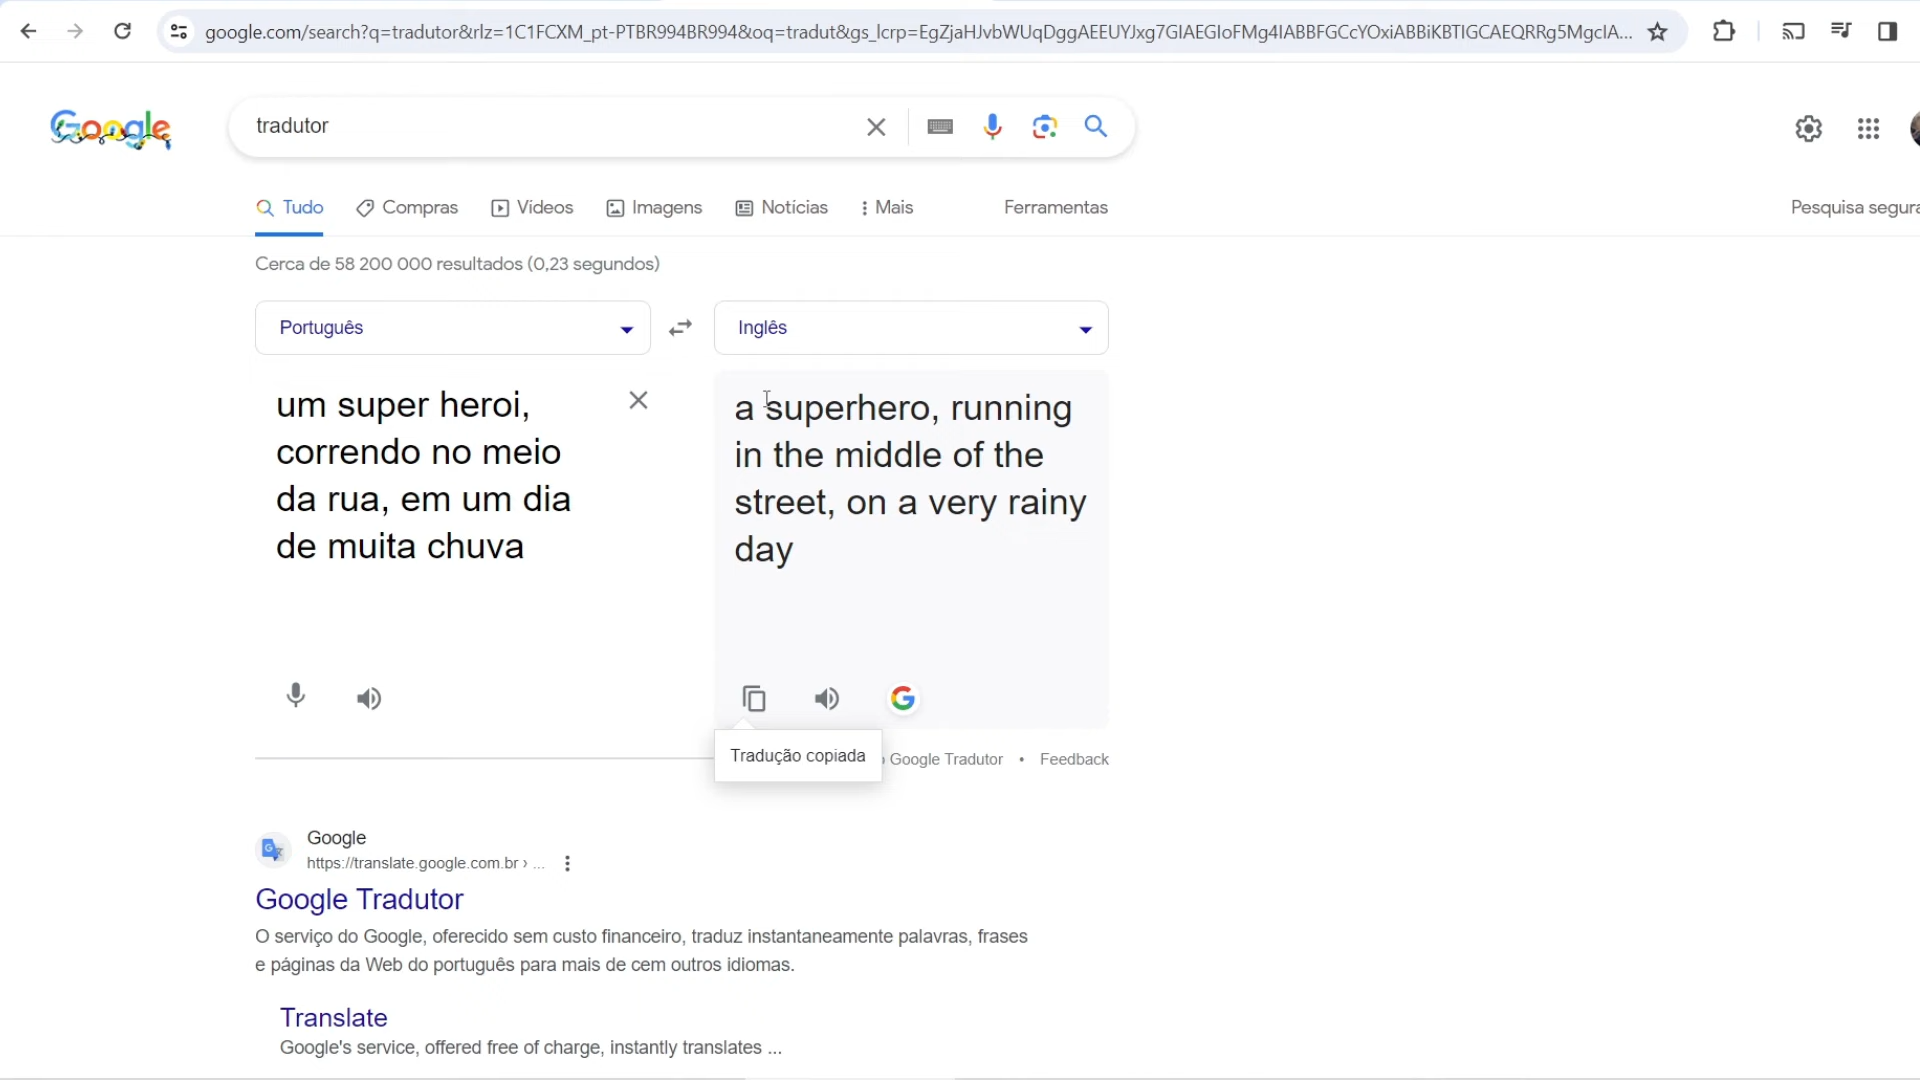 google.com/search?q=tradutor&rlz=1C1FCXM_pt-PTBR994BR994&oq=tradut&gs_lcrp=EgZjaHJvbWUqDggAEEUYJxg7GIAEGIoFMg4IABBFGCcYOxiABBiKBTIGCAEQRRg5MgcIA...
Google
tradutor
Tudo Compras Videos Imagens Notícias Mais Ferramentas Pesquisa segura
Cerca de 58 200 000 resultados (0,23 segundos)
Português Inglês
um super heroi,
correndo no meio
da rua, em um dia
de muita chuva
a superhero, running
in the middle of the
street, on a very rainy
day
Tradução copiada
Google Tradutor • Feedback
Google
https://translate.google.com.br › ...
Google Tradutor
O serviço do Google, oferecido sem custo financeiro, traduz instantaneamente palavras, frases
e páginas da Web do português para mais de cem outros idiomas.
Translate
Google's service, offered free of charge, instantly translates ...